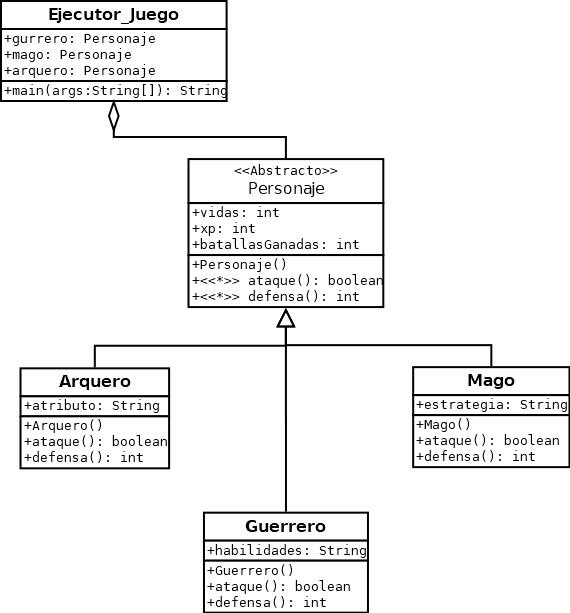 Ejecutor_Juego
+gurrero: Personaje
+mago: Personaje
+arquero: Personaje
+main(args:String[]): String
<<Abstracto>>
Personaje
+vidas: int
+xp: int
+batallasGanadas: int
+Personaje()
+<<*>> ataque(): boolean
+<<*>> defensa(): int
Arquero
+atributo: String
+Arquero()
+ataque(): boolean
+defensa(): int
Mago
+estrategia: String
+Mago()
+ataque(): boolean
+defensa(): int
Guerrero
+habilidades: String
+Guerrero()
+ataque(): boolean
+defensa(): int